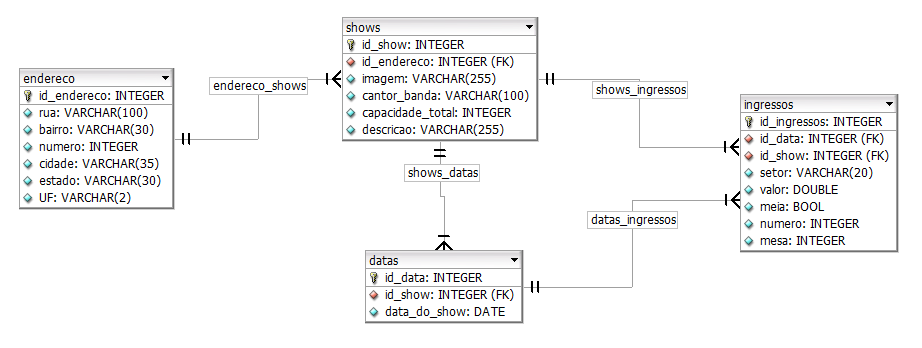 shows
id_show: INTEGER
id_endereco: INTEGER (FK)
imagem: VARCHAR(255)
cantor_banda: VARCHAR(100)
capacidade_total: INTEGER
descricao: VARCHAR(255)
endereco
id_endereco: INTEGER
rua: VARCHAR(100)
bairro: VARCHAR(30)
numero: INTEGER
cidade: VARCHAR(35)
estado: VARCHAR(30)
UF: VARCHAR(2)
endereco_shows
shows_ingressos
ingressos
id_ingressos: INTEGER
id_data: INTEGER (FK)
id_show: INTEGER (FK)
setor: VARCHAR(20)
valor: DOUBLE
meia: BOOL
numero: INTEGER
mesa: INTEGER
shows_datas
datas_ingressos
datas
id_data: INTEGER
id_show: INTEGER (FK)
data_do_show: DATE